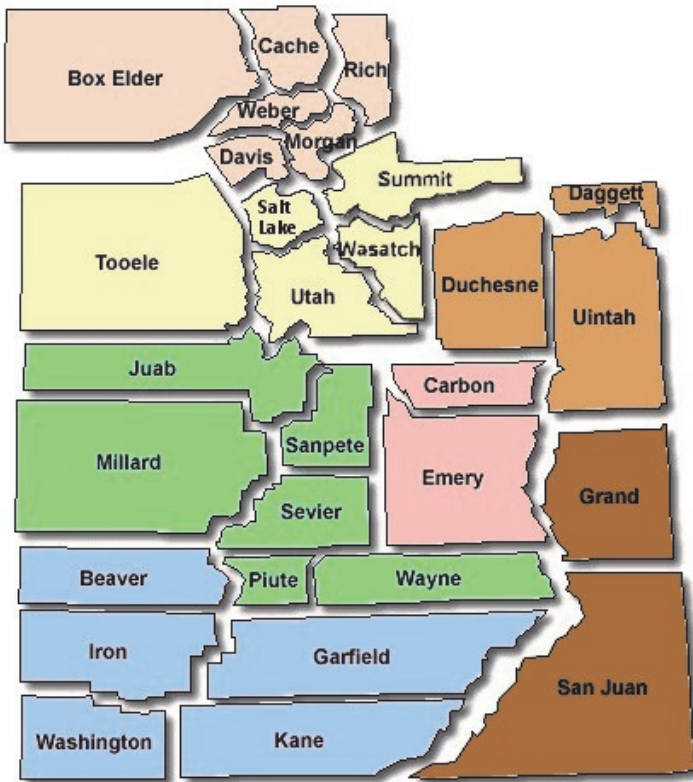 Cache
Rich
Box Elder
Weber
Morgan
Davis
Summit
Daggett
Salt
Lake
Wasatch
Tooele
Utah
Duchesne
Uintah
Juab
Carbon
Sanpete
Millard
Emery
Grand
Sevier
Beaver
Piute
Wayne
Iron
Garfield
San Juan
Washington
Kane